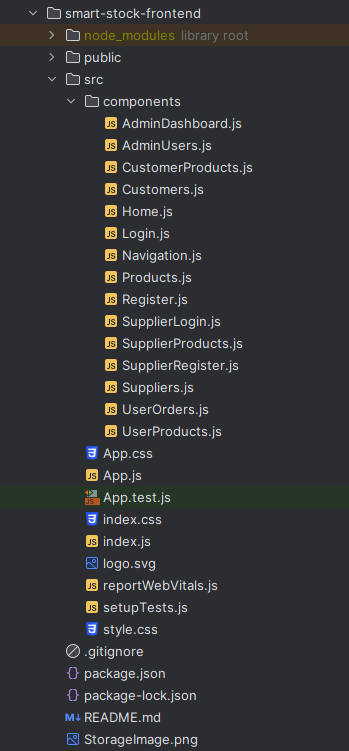 smart-stock-frontend
node_modules library root
public
src
components
AdminDashboard.js
AdminUsers.js
CustomerProducts.js
Customers.js
Home.js
Login.js
Navigation.js
Products.js
Register.js
SupplierLogin.js
SupplierProducts.js
SupplierRegister.js
Suppliers.js
UserOrders.js
UserProducts.js
App.css
App.js
App.test.js
index.css
index.js
logo.svg
reportWebVitals.js
setupTests.js
style.css
.gitignore
package.json
package-lock.json
README.md
StorageImage.png